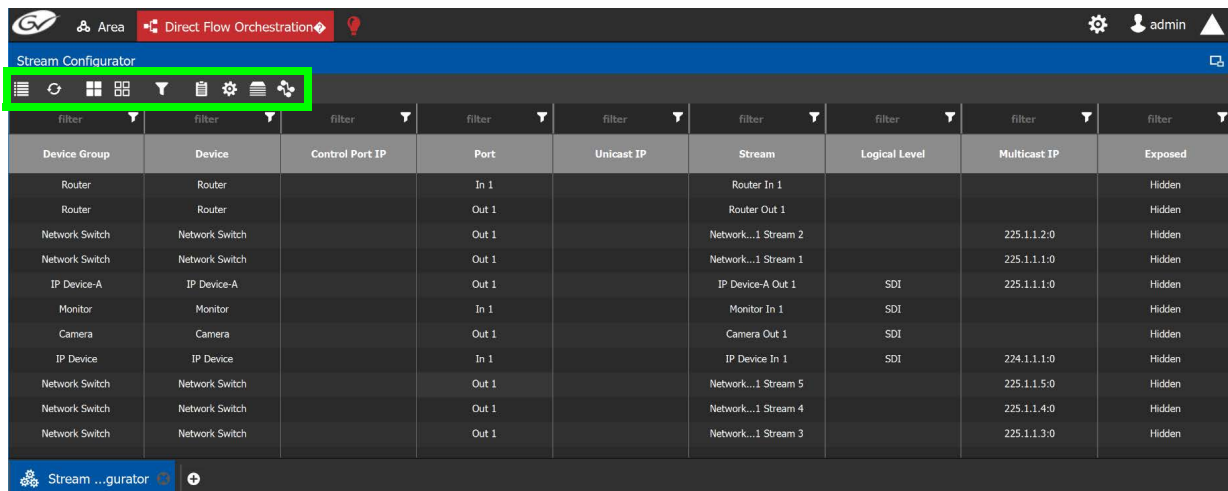 GV Area Direct Flow Orchestration� admin
Stream Configurator
filter filter filter filter filter filter filter filter filter
Device Group Device Control Port IP Port Unicast IP Stream Logical Level Multicast IP Exposed
Router Router In 1 Router In 1 Hidden
Router Router Out 1 Router Out 1 Hidden
Network Switch Network Switch Out 1 Network...1 Stream 2 225.1.1.2:0 Hidden
Network Switch Network Switch Out 1 Network...1 Stream 1 225.1.1.1:0 Hidden
IP Device-A IP Device-A Out 1 IP Device-A Out 1 SDI 225.1.1.1:0 Hidden
Monitor Monitor In 1 Monitor In 1 SDI Hidden
Camera Camera Out 1 Camera Out 1 SDI Hidden
IP Device IP Device In 1 IP Device In 1 SDI 224.1.1.1:0 Hidden
Network Switch Network Switch Out 1 Network...1 Stream 5 225.1.1.5:0 Hidden
Network Switch Network Switch Out 1 Network...1 Stream 4 225.1.1.4:0 Hidden
Network Switch Network Switch Out 1 Network...1 Stream 3 225.1.1.3:0 Hidden
Stream ...gurator